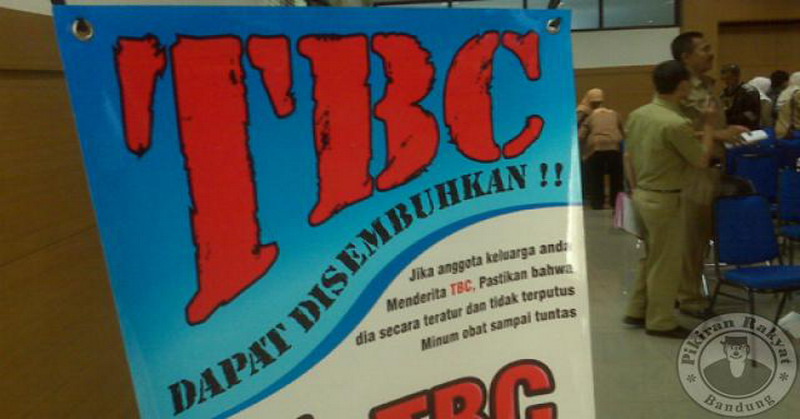 TBC
DAPAT DISEMBUHKAN !!
Jika anggota keluarga anda
Menderita TBC, Pastikan bahwa
dia secara teratur dan tidak terputus
Minum obat sampai tuntas
TBC
Pikiran Rakyat
Bandung